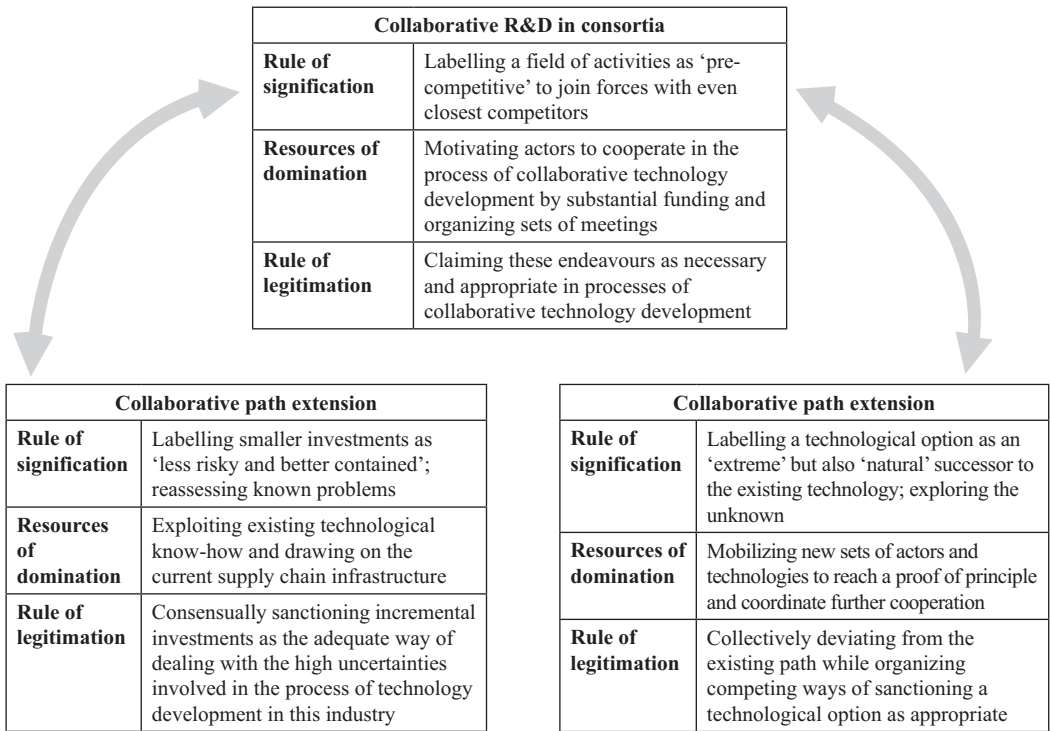 Collaborative R&D in consortia
Rule of
signification
Labelling a field of activities as ‘pre-
competitive’ to join forces with even
closest competitors
Resources of
domination
Motivating actors to cooperate in the
process of collaborative technology
development by substantial funding and
organizing sets of meetings
Rule of
legitimation
Claiming these endeavours as necessary
and appropriate in processes of
collaborative technology development
Collaborative path extension
Rule of
signification
Labelling smaller investments as
‘less risky and better contained’;
reassessing known problems
Resources
of
domination
Exploiting existing technological
know-how and drawing on the
current supply chain infrastructure
Rule of
legitimation
Consensually sanctioning incremental
investments as the adequate way of
dealing with the high uncertainties
involved in the process of technology
development in this industry
Collaborative path extension
Rule of
signification
Labelling a technological option as an
‘extreme’ but also ‘natural’ successor to
the existing technology; exploring the
unknown
Resources of
domination
Mobilizing new sets of actors and
technologies to reach a proof of principle
and coordinate further cooperation
Rule of
legitimation
Collectively deviating from the
existing path while organizing
competing ways of sanctioning a
technological option as appropriate